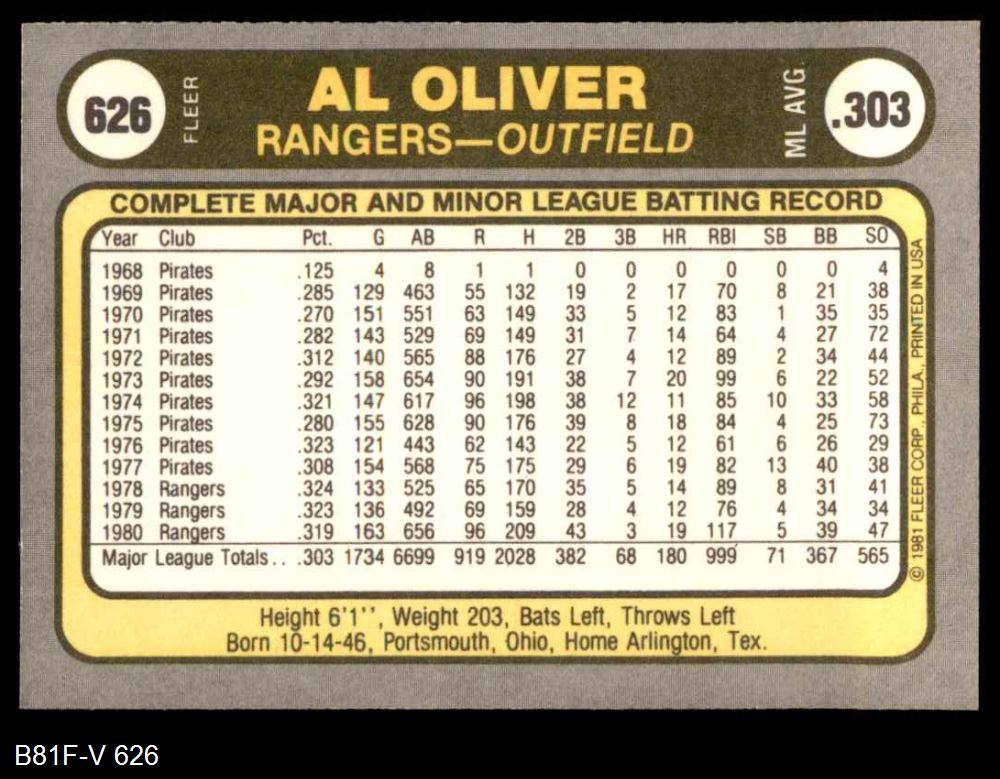 626 FLEER AL OLIVER ML AVG. .303
RANGERS—OUTFIELD
COMPLETE MAJOR AND MINOR LEAGUE BATTING RECORD
Year Club Pct. G AB R H 2B 3B HR RBI SB BB SO
1968 Pirates .125 4 8 1 1 0 0 0 0 0 0 4
1969 Pirates .285 129 463 55 132 19 2 17 70 8 21 38
1970 Pirates .270 151 551 63 149 33 5 12 83 1 35 35
1971 Pirates .282 143 529 69 149 31 7 14 64 4 27 72
1972 Pirates .312 140 565 88 176 27 4 12 89 2 34 44
1973 Pirates .292 158 654 90 191 38 7 20 99 6 22 52
1974 Pirates .321 147 617 96 198 38 12 11 85 10 33 58
1975 Pirates .280 155 628 90 176 39 8 18 84 4 25 73
1976 Pirates .323 121 443 62 143 22 5 12 61 6 26 29
1977 Pirates .308 154 568 75 175 29 6 19 82 13 40 38
1978 Rangers .324 133 525 65 170 35 5 14 89 8 31 41
1979 Rangers .323 136 492 69 159 28 4 12 76 4 34 34
1980 Rangers .319 163 656 96 209 43 3 19 117 5 39 47
Major League Totals . . .303 1734 6699 919 2028 382 68 180 999 71 367 565
© 1981 FLEER CORP., PHILA., PRINTED IN USA
Height 6'1'', Weight 203, Bats Left, Throws Left
Born 10-14-46, Portsmouth, Ohio, Home Arlington, Tex.
B81F-V 626